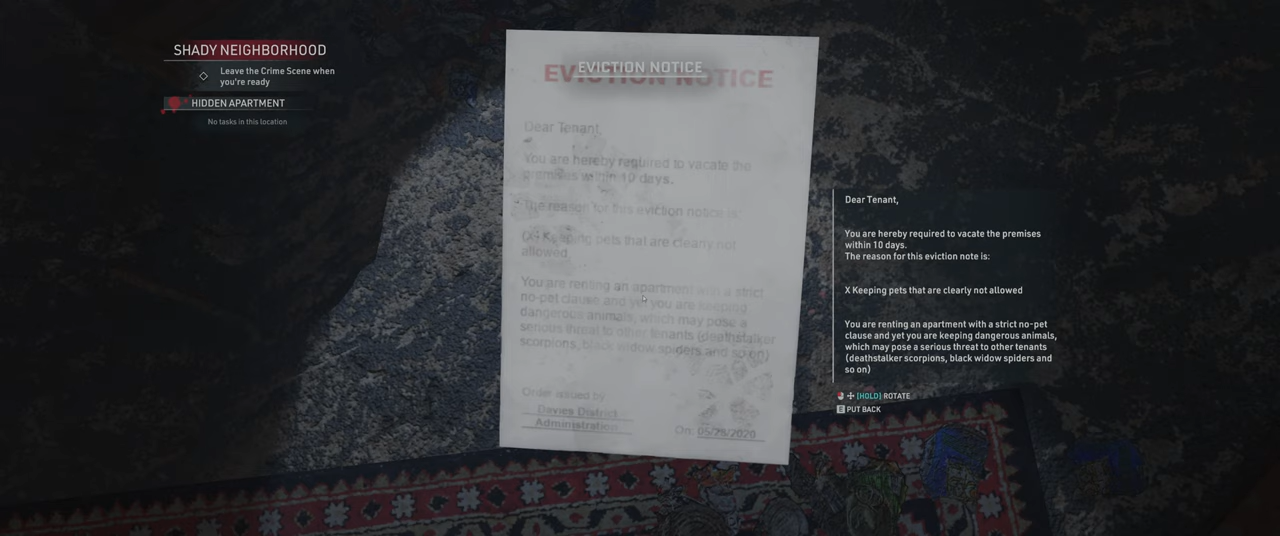 SHADY NEIGHBORHOOD
Leave the Crime Scene when
you're ready
HIDDEN APARTMENT
No tasks in this location
EVICTION NOTICE
EVICTION NOTICE
Dear Tenant,
You are hereby required to vacate the
premises within 10 days.
The reason for this eviction notice is:
(X) Keeping pets that are clearly not
allowed
You are renting an apartment with a strict
no-pet clause and yet you are keeping
dangerous animals, which may pose a
serious threat to other tenants (deathstalker
scorpions, black widow spiders and so on)
Order issued by
Davies District
Administration
On: 05/28/2020
Dear Tenant,
You are hereby required to vacate the premises
within 10 days.
The reason for this eviction note is:
X Keeping pets that are clearly not allowed
You are renting an apartment with a strict no-pet
clause and yet you are keeping dangerous animals,
which may pose a serious threat to other tenants
(deathstalker scorpions, black widow spiders and
so on)
[HOLD] ROTATE
E PUT BACK